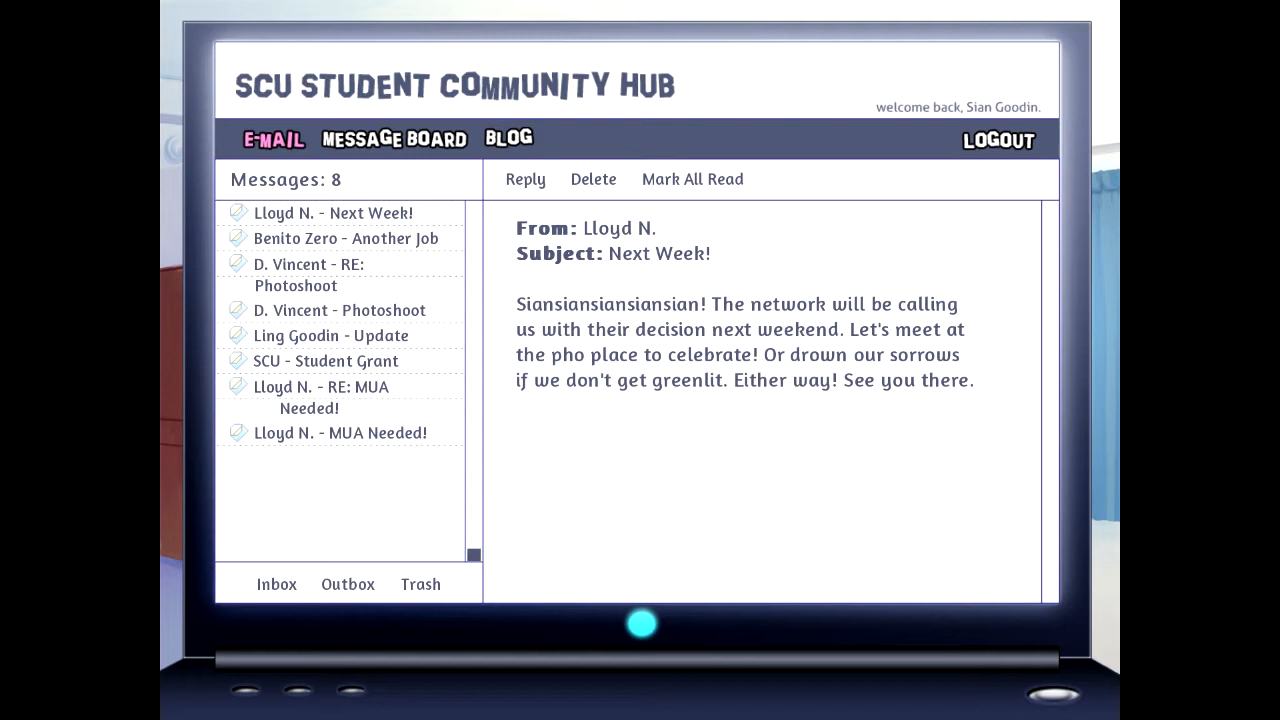 SCU STUDENT COMMUNITY HUB
welcome back, Sian Goodin.
E-MAIL MESSAGE BOARD BLOG LOGOUT
Messages: 8
Reply Delete Mark All Read
Lloyd N. - Next Week!
Benito Zero - Another Job
D. Vincent - RE:
Photoshoot
D. Vincent - Photoshoot
Ling Goodin - Update
SCU - Student Grant
Lloyd N. - RE: MUA
Needed!
Lloyd N. - MUA Needed!
Inbox Outbox Trash
From: Lloyd N.
Subject: Next Week!
Siansiansiansiansian! The network will be calling
us with their decision next weekend. Let's meet at
the pho place to celebrate! Or drown our sorrows
if we don't get greenlit. Either way! See you there.